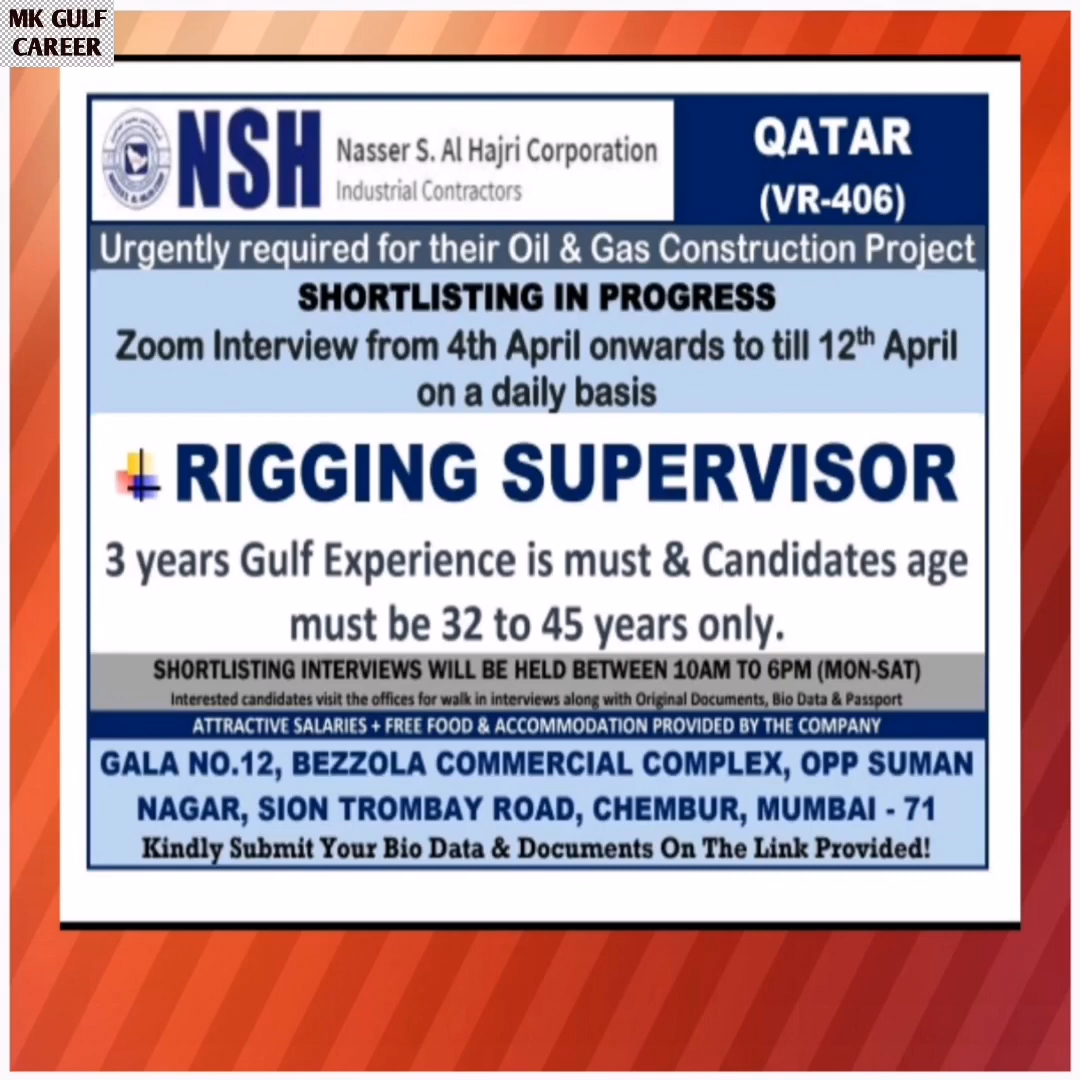 MK GULF
CAREER
NSH
Nasser S. Al Hajri Corporation
Industrial Contractors
QATAR
(VR-406)
Urgently required for their Oil & Gas Construction Project
SHORTLISTING IN PROGRESS
Zoom Interview from 4th April onwards to till 12th April
on a daily basis
RIGGING SUPERVISOR
3 years Gulf Experience is must & Candidates age
must be 32 to 45 years only.
SHORTLISTING INTERVIEWS WILL BE HELD BETWEEN 10AM TO 6PM (MON-SAT)
Interested candidates visit the offices for walk in interviews along with Original Documents, Bio Data & Passport
ATTRACTIVE SALARIES + FREE FOOD & ACCOMMODATION PROVIDED BY THE COMPANY
GALA NO.12, BEZZOLA COMMERCIAL COMPLEX, OPP SUMAN
NAGAR, SION TROMBAY ROAD, CHEMBUR, MUMBAI - 71
Kindly Submit Your Bio Data & Documents On The Link Provided!